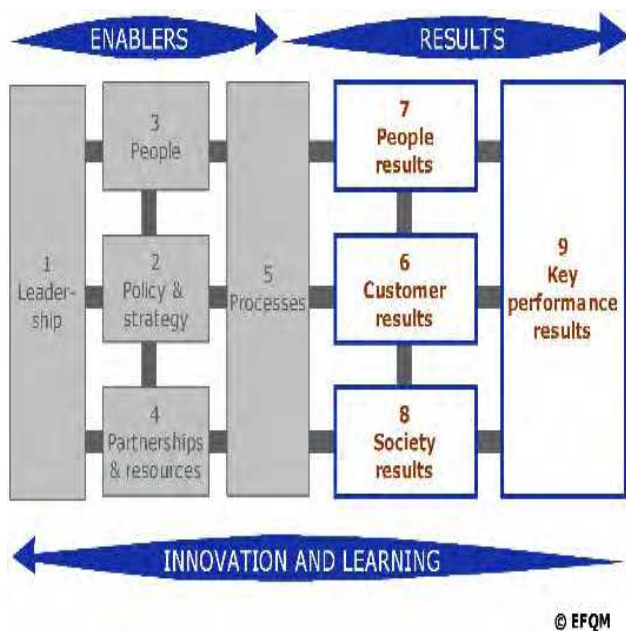 ENABLERS
RESULTS
1
Leader-
ship
3
People
2
Policy &
strategy
4
Partnerships
& resources
5
Processes
7
People
results
6
Customer
results
8
Society
results
9
Key
performance
results
INNOVATION AND LEARNING
© EFQM